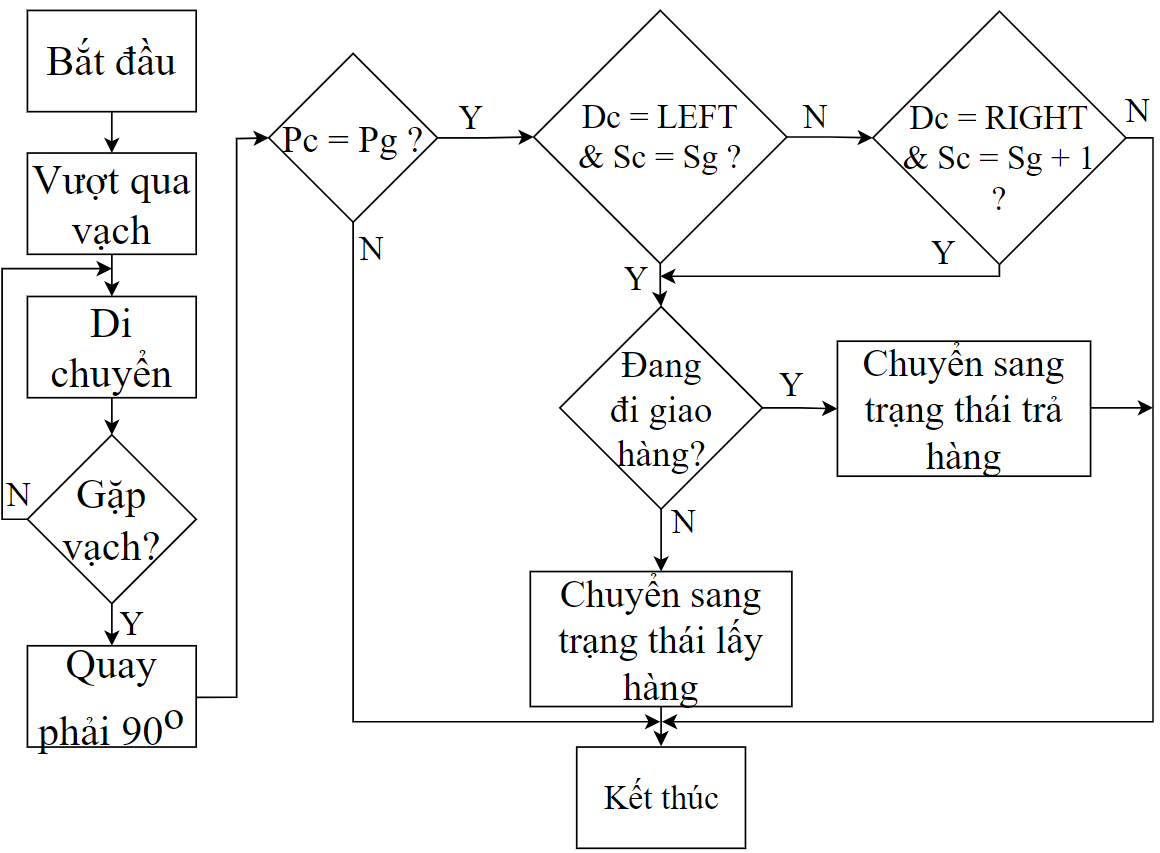 Bắt đầu
Vượt qua
vạch
Di
chuyển
Gặp
vạch?
N
Y
Quay
phải 90º
Pc = Pg ?
Y
N
Dc = LEFT
& Sc = Sg ?
N
Y
Dc = RIGHT
& Sc = Sg + 1
?
N
Y
Đang
đi giao
hàng?
Y
N
Chuyển sang
trạng thái trả
hàng
Chuyển sang
trạng thái lấy
hàng
Kết thúc